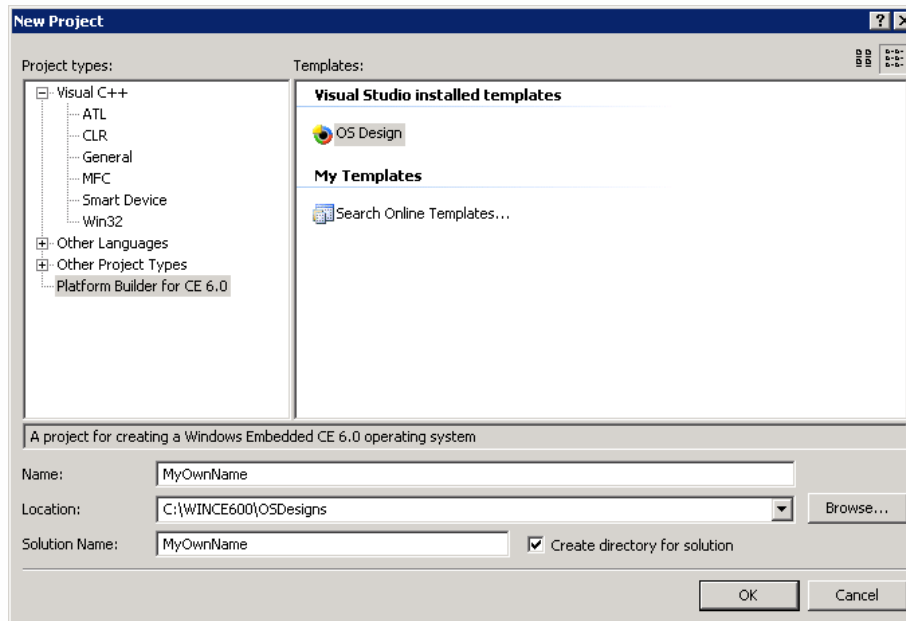 New Project
Project types:
Templates:
Visual C++
ATL
CLR
General
MFC
Smart Device
Win32
Other Languages
Other Project Types
Platform Builder for CE 6.0
Visual Studio installed templates
OS Design
My Templates
Search Online Templates...
A project for creating a Windows Embedded CE 6.0 operating system
Name:
MyOwnName
Location:
C:\WINCE600\OSDesigns
Browse...
Solution Name:
MyOwnName
Create directory for solution
OK
Cancel